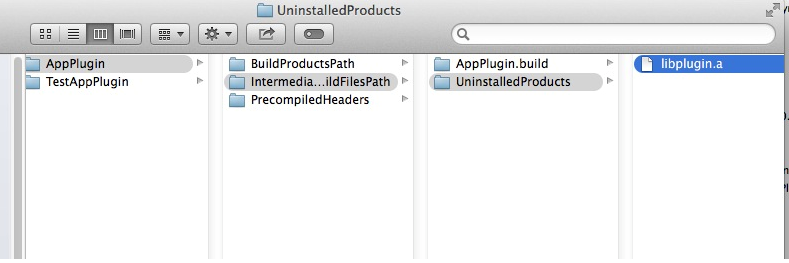 UninstalledProducts
AppPlugin
TestAppPlugin
BuildProductsPath
Intermedia...ildFilesPath
PrecompiledHeaders
AppPlugin.build
UninstalledProducts
libplugin.a